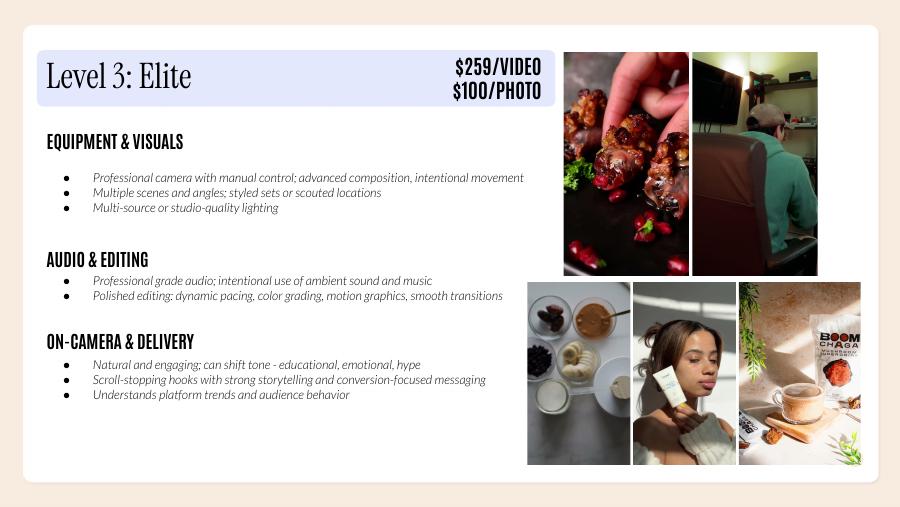 Level 3: Elite
$259/VIDEO
$100/PHOTO
EQUIPMENT & VISUALS
● Professional camera with manual control; advanced composition, intentional movement
● Multiple scenes and angles; styled sets or scouted locations
● Multi-source or studio-quality lighting
AUDIO & EDITING
● Professional grade audio; intentional use of ambient sound and music
● Polished editing: dynamic pacing, color grading, motion graphics, smooth transitions
ON-CAMERA & DELIVERY
● Natural and engaging; can shift tone - educational, emotional, hype
● Scroll-stopping hooks with strong storytelling and conversion-focused messaging
● Understands platform trends and audience behavior
BOOM
CHAGA